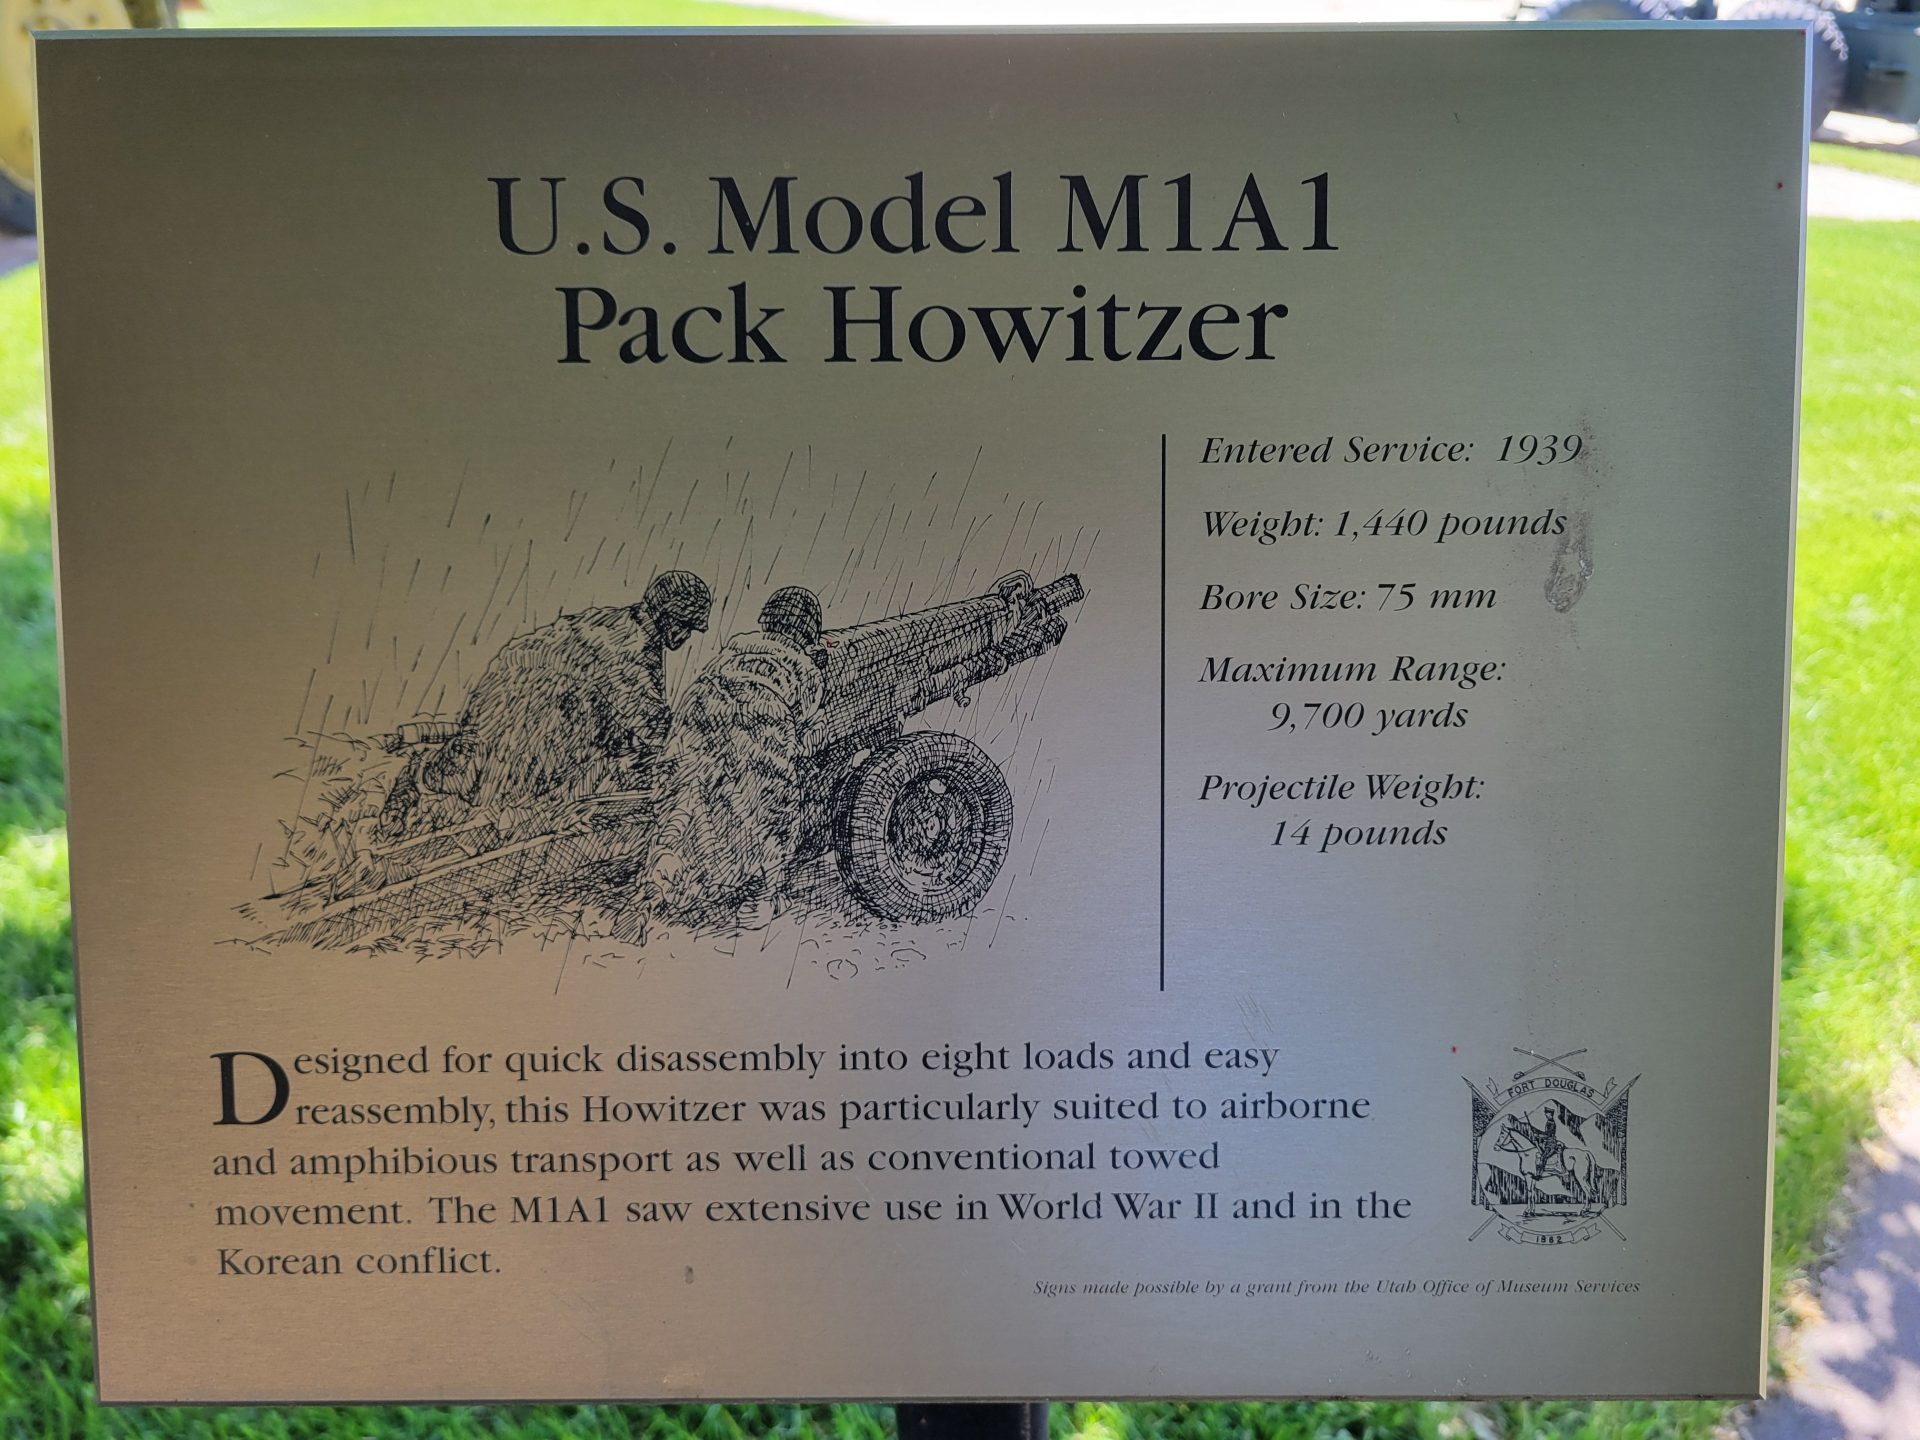 U.S. Model M1A1
Pack Howitzer
Entered Service: 1939
Weight: 1,440 pounds
Bore Size: 75 mm
Maximum Range:
9,700 yards
Projectile Weight:
14 pounds
Designed for quick disassembly into eight loads and easy
reassembly, this Howitzer was particularly suited to airborne
and amphibious transport as well as conventional towed
movement. The M1A1 saw extensive use in World War II and in the
Korean conflict.
FORT DOUGLAS
1862
Signs made possible by a grant from the Utah Office of Museum Services